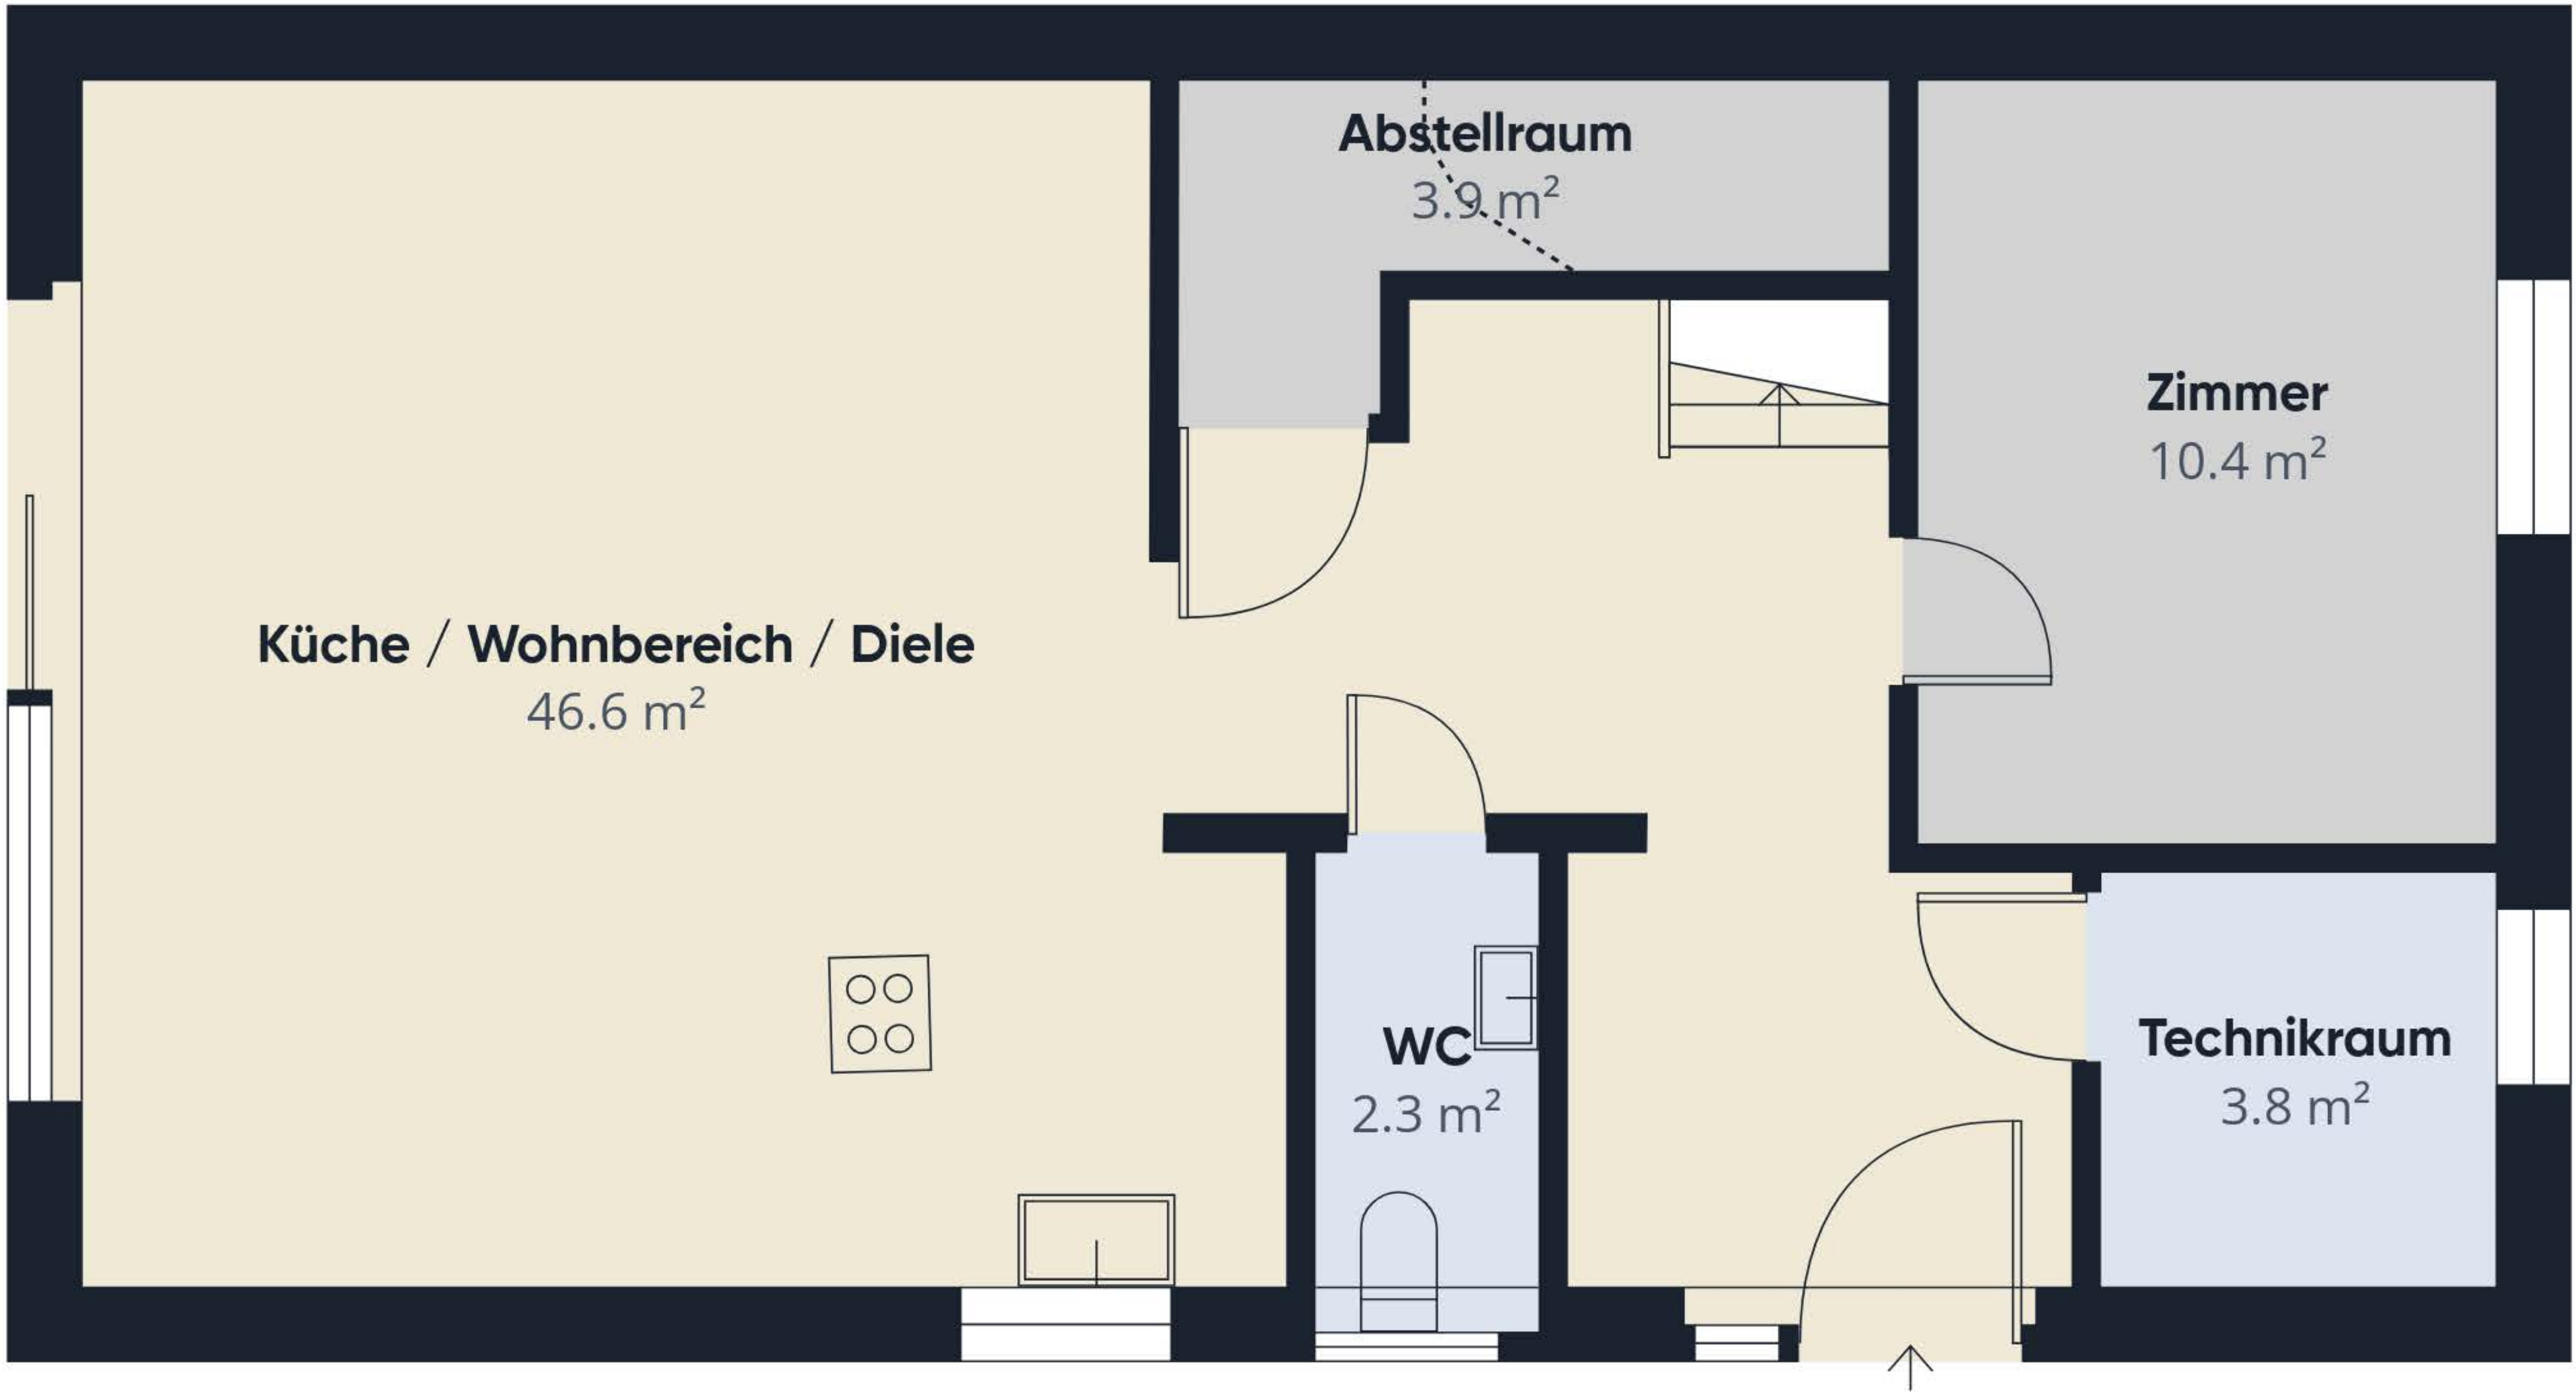 Abstellraum
3.9 m²
Zimmer
10.4 m²
Küche / Wohnbereich / Diele
46.6 m²
WC
2.3 m²
Technikraum
3.8 m²